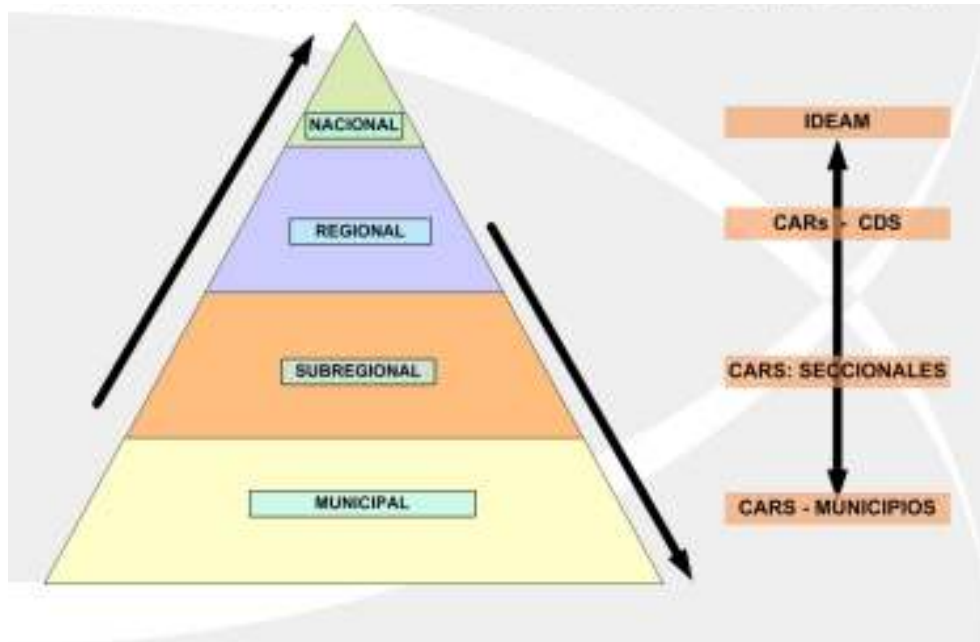 NACIONAL
REGIONAL
SUBREGIONAL
MUNICIPAL
IDEAM
CARs - CDS
CARS: SECCIONALES
CARS - MUNICIPIOS